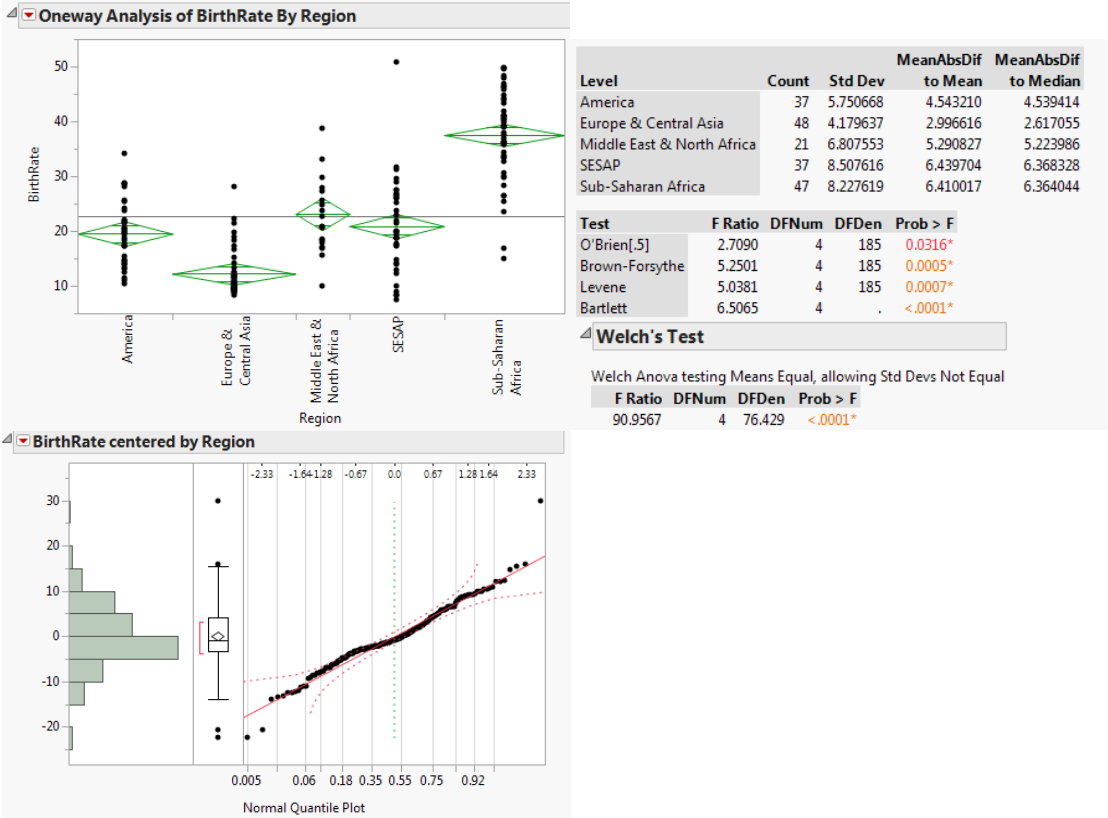 Oneway Analysis of BirthRate By Region
50
40
30
20
10
BirthRate
America
Europe &
Central Asia
Middle East &
North Africa
SESAP
Sub-Saharan
Africa
Region
MeanAbsDif MeanAbsDif
Level Count Std Dev to Mean to Median
America 37 5.750668 4.543210 4.539414
Europe & Central Asia 48 4.179637 2.996616 2.617055
Middle East & North Africa 21 6.807553 5.290827 5.223986
SESAP 37 8.507616 6.439704 6.368328
Sub-Saharan Africa 47 8.227619 6.410017 6.364044
Test F Ratio DFNum DFDen Prob > F
O'Brien[.5] 2.7090 4 185 0.0316*
Brown-Forsythe 5.2501 4 185 0.0005*
Levene 5.0381 4 185 0.0007*
Bartlett 6.5065 4 . <.0001*
Welch's Test
Welch Anova testing Means Equal, allowing Std Devs Not Equal
F Ratio DFNum DFDen Prob > F
90.9567 4 76.429 <.0001*
BirthRate centered by Region
-2.33 -1.64 -1.28 -0.67 0.0 0.67 1.28 1.64 2.33
30
20
10
0
-10
-20
0.005 0.06 0.18 0.35 0.55 0.75 0.92
Normal Quantile Plot